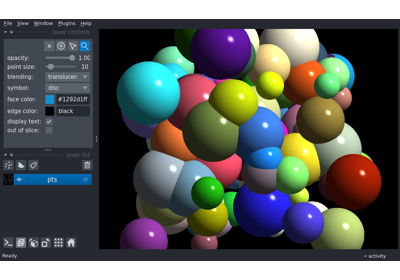 File View Window Plugins Help
layer controls
opacity: 1.00
point size: 10
blending: translucen
symbol: disc
face color: #1292d1ff
edge color: black
display text:
out of slice:
layer list
pts
Ready
activity